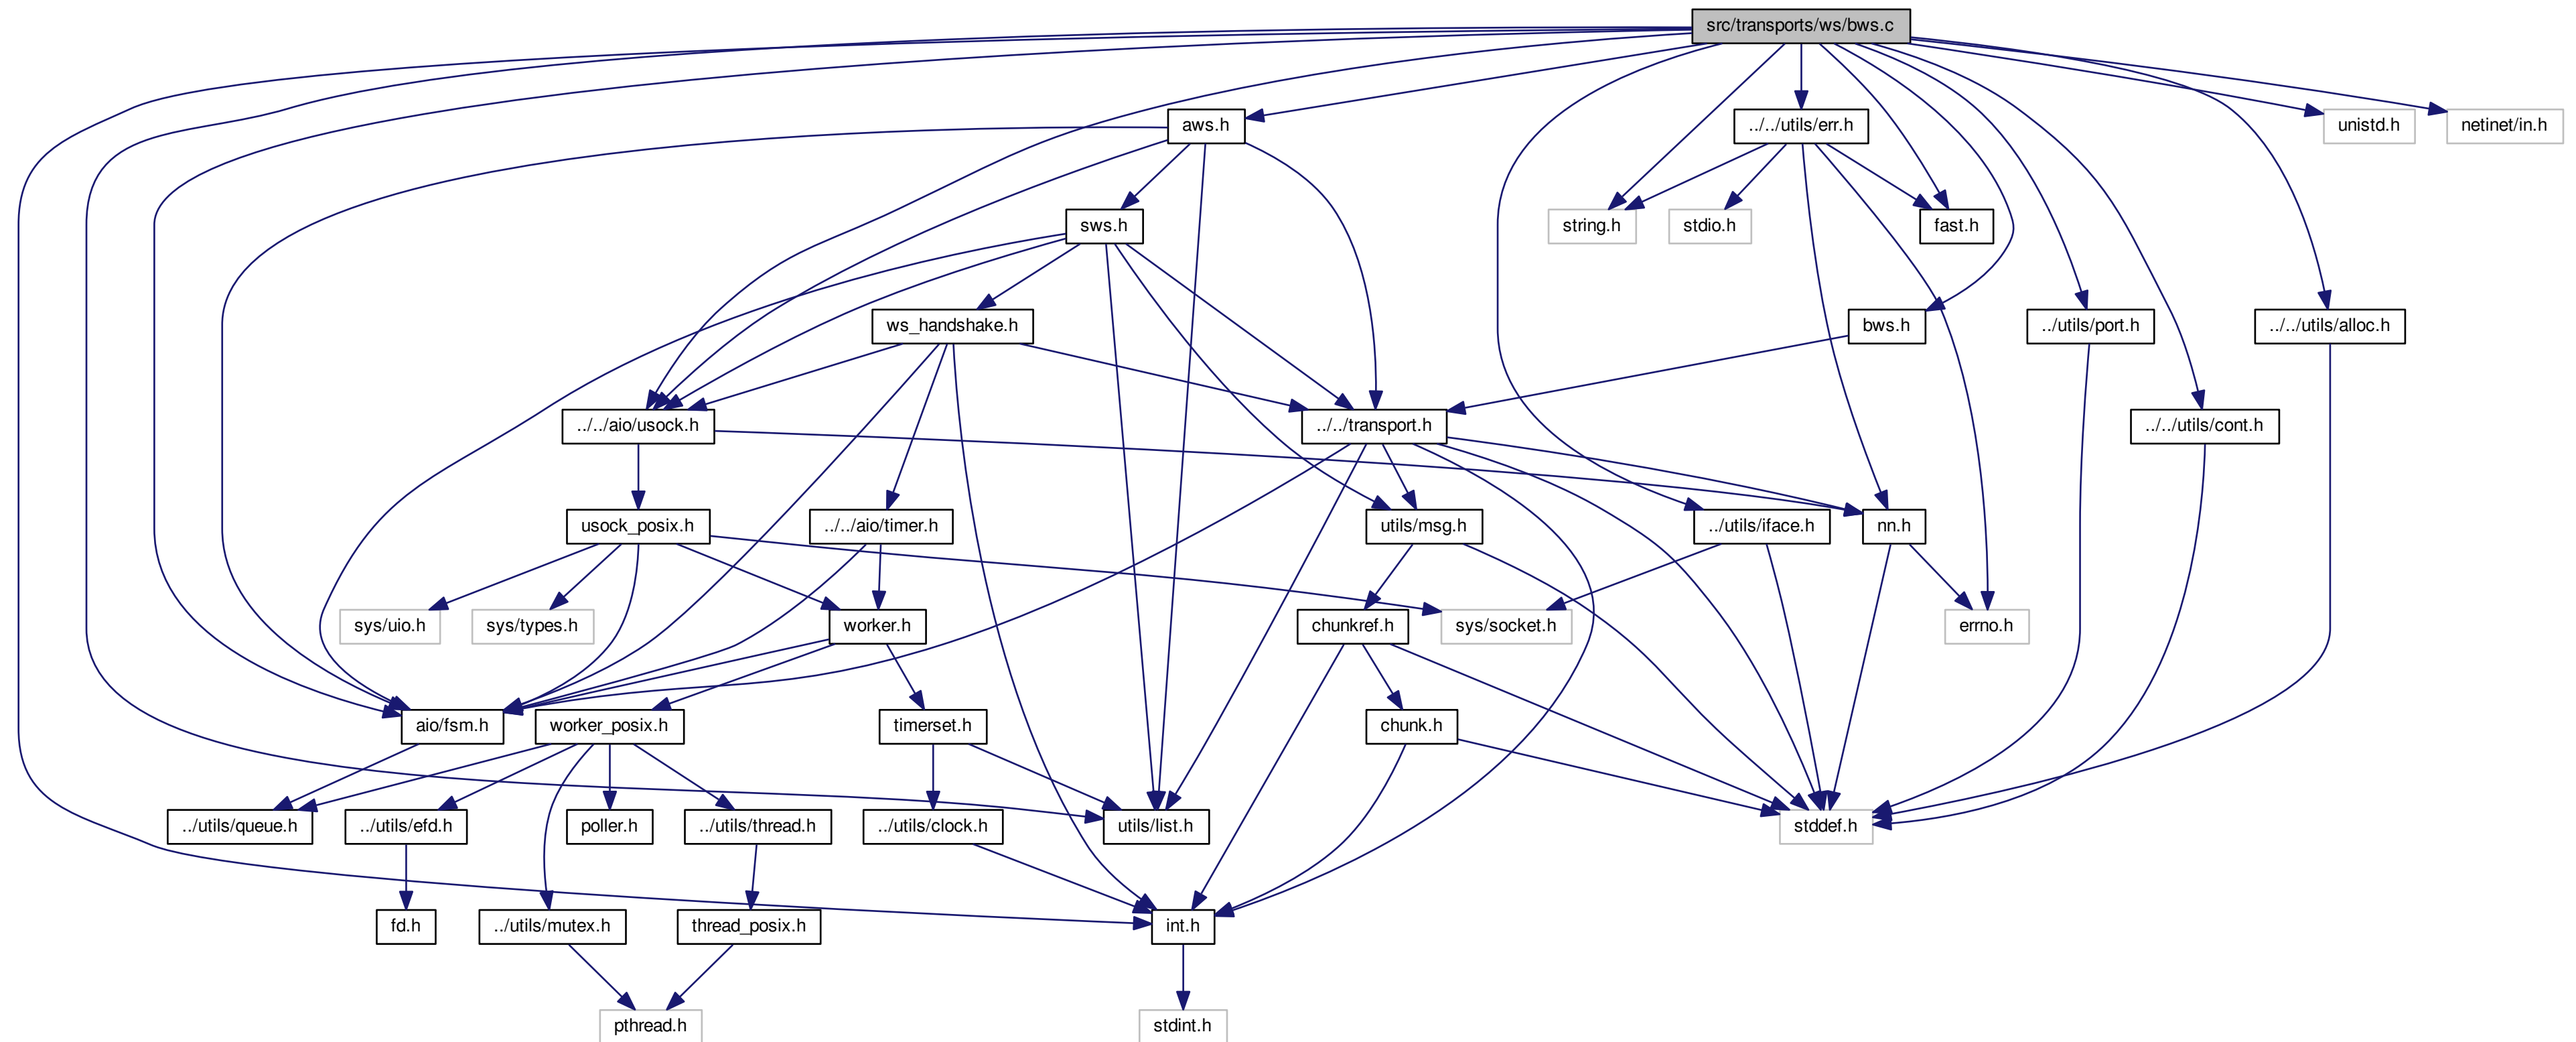 src/transports/ws/bws.c
aws.h
../../utils/err.h
unistd.h
netinet/in.h
sws.h
string.h
stdio.h
fast.h
ws_handshake.h
bws.h
../utils/port.h
../../utils/alloc.h
../../aio/usock.h
../../transport.h
../../utils/cont.h
usock_posix.h
../../aio/timer.h
utils/msg.h
../utils/iface.h
nn.h
sys/uio.h
sys/types.h
worker.h
chunkref.h
sys/socket.h
errno.h
aio/fsm.h
worker_posix.h
timerset.h
chunk.h
../utils/queue.h
../utils/efd.h
poller.h
../utils/thread.h
../utils/clock.h
utils/list.h
stddef.h
fd.h
../utils/mutex.h
thread_posix.h
int.h
pthread.h
stdint.h